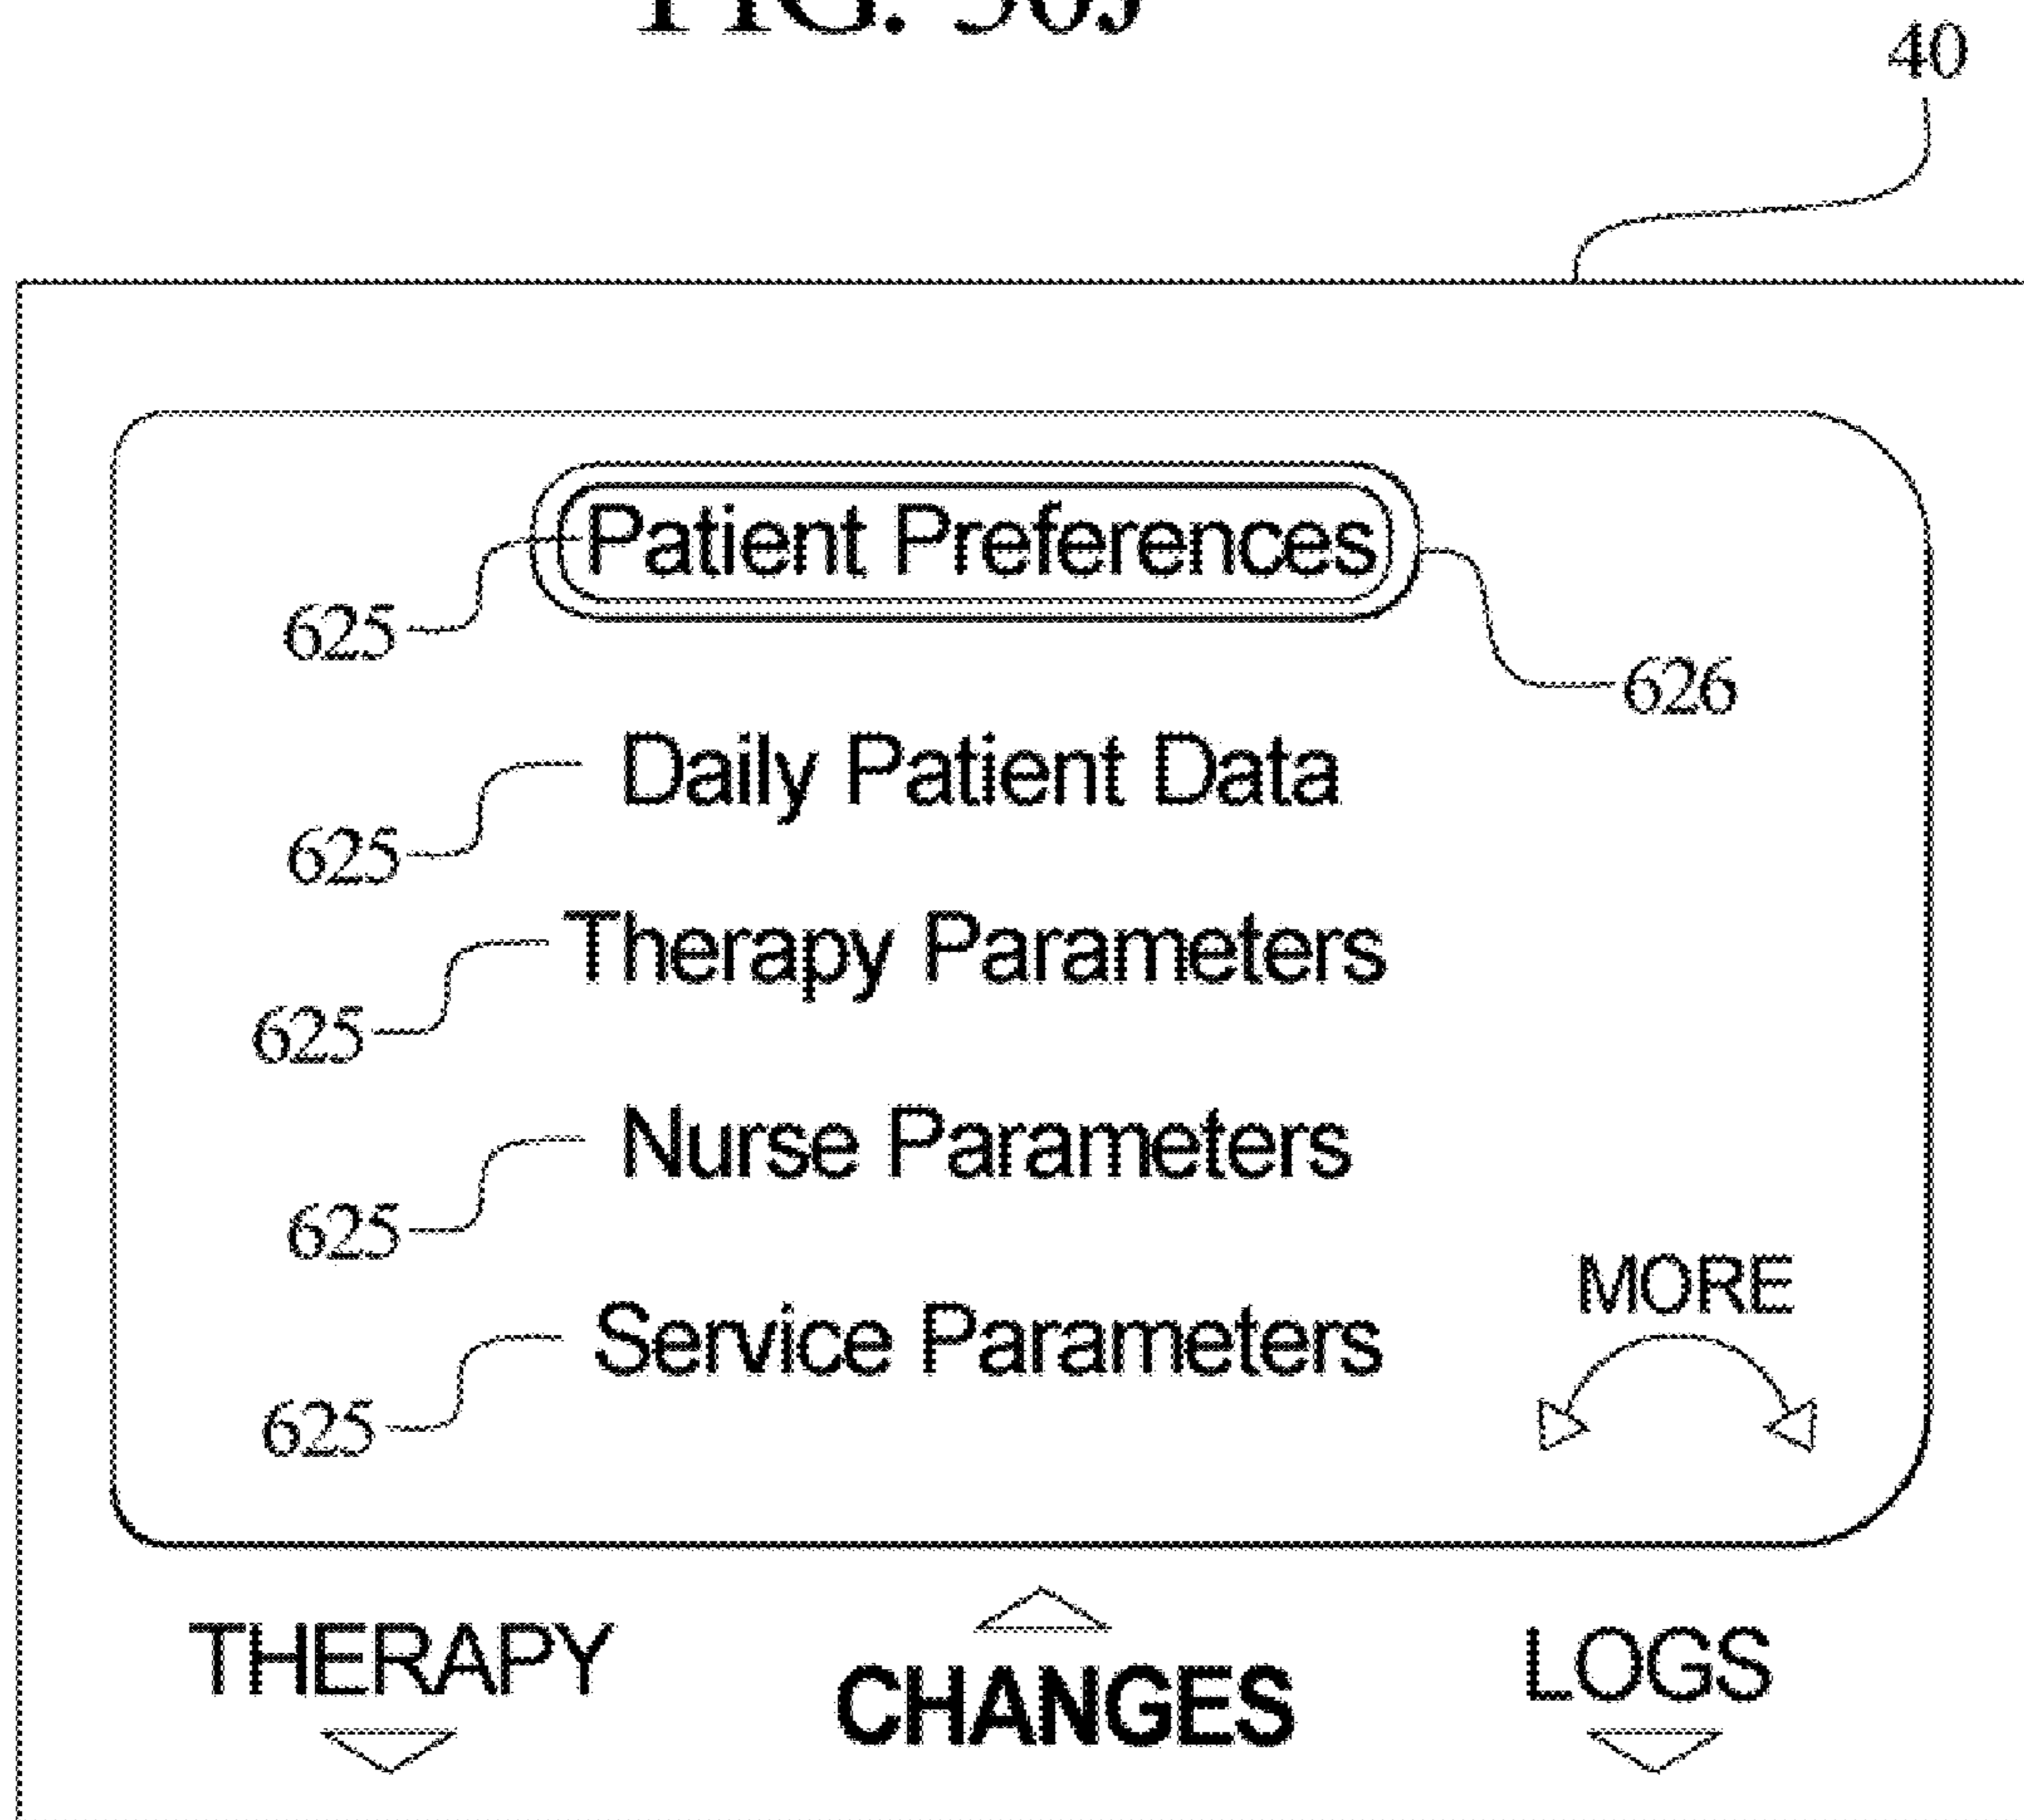 FIG. 30J
40
Patient Preferences
625
626
Daily Patient Data
625
Therapy Parameters
625
Nurse Parameters
625
MORE
Service Parameters
625
THERAPY
CHANGES
LOGS